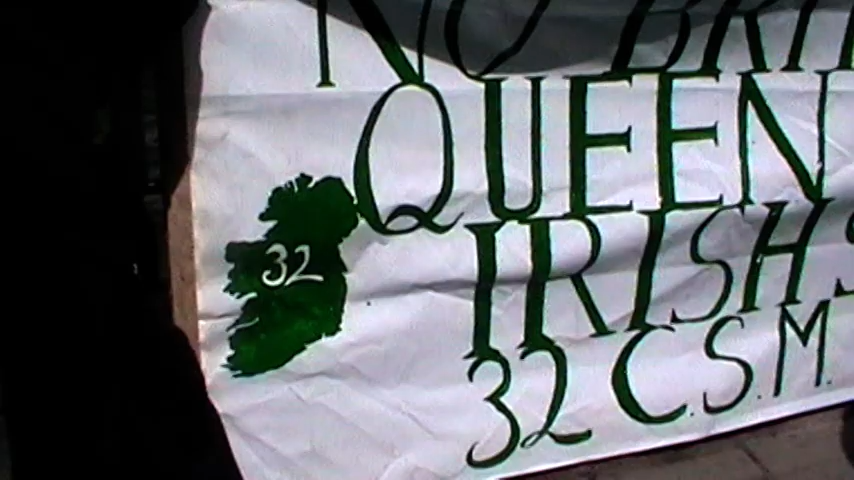 NO
QUEEN
IRISH
32 C.S.M.
32